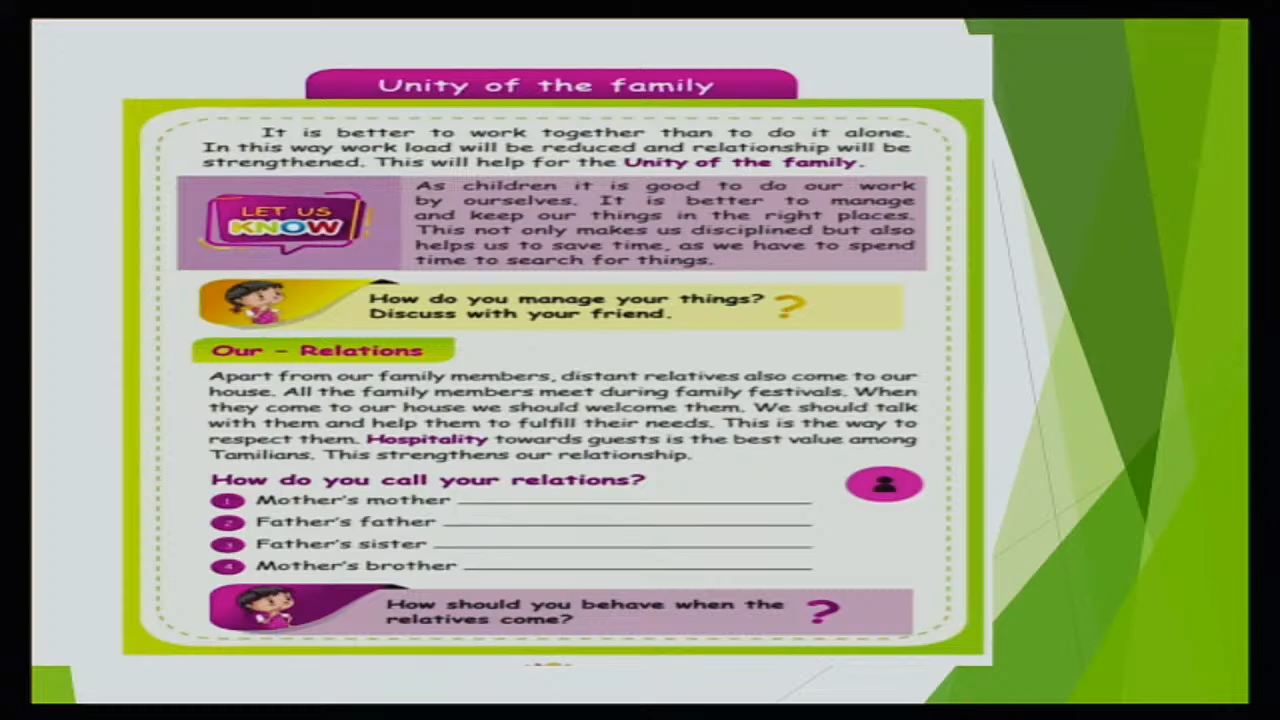 Unity of the family
It is better to work together than to do it alone.
In this way work load will be reduced and relationship will be
strengthened. This will help for the Unity of the family.
LET US
KNOW
As children it is good to do our work
by ourselves. It is better to manage
and keep our things in the right places.
This not only makes us disciplined but also
helps us to save time, as we have to spend
time to search for things.
How do you manage your things?
Discuss with your friend.
?
Our - Relations
Apart from our family members, distant relatives also come to our
house. All the family members meet during family festivals. When
they come to our house we should welcome them. We should talk
with them and help them to fulfill their needs. This is the way to
respect them. Hospitality towards guests is the best value among
Tamilians. This strengthens our relationship.
How do you call your relations?
1 Mother's mother
2 Father's father
3 Father's sister
4 Mother's brother
How should you behave when the
relatives come?
?